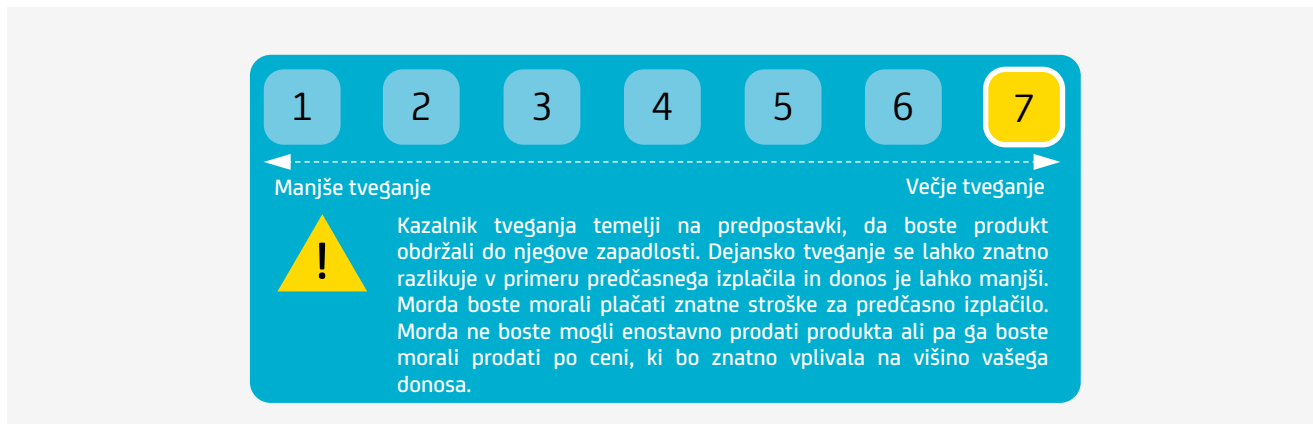 1 2 3 4 5 6 7
Manjše tveganje Večje tveganje
! Kazalnik tveganja temelji na predpostavki, da boste produkt
obdržali do njegove zapadlosti. Dejansko tveganje se lahko znatno
razlikuje v primeru predčasnega izplačila in donos je lahko manjši.
Morda boste morali plačati znatne stroške za predčasno izplačilo.
Morda ne boste mogli enostavno prodati produkta ali pa ga boste
morali prodati po ceni, ki bo znatno vplivala na višino vašega
donosa.